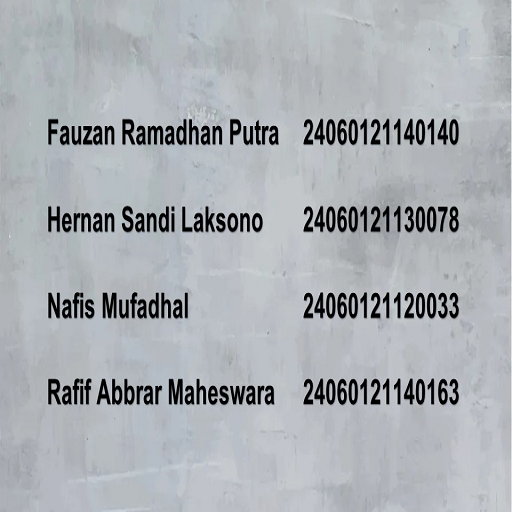 Fauzan Ramadhan Putra 24060121140140
Hernan Sandi Laksono 24060121130078
Nafis Mufadhal 24060121120033
Rafif Abbrar Maheswara 24060121140163